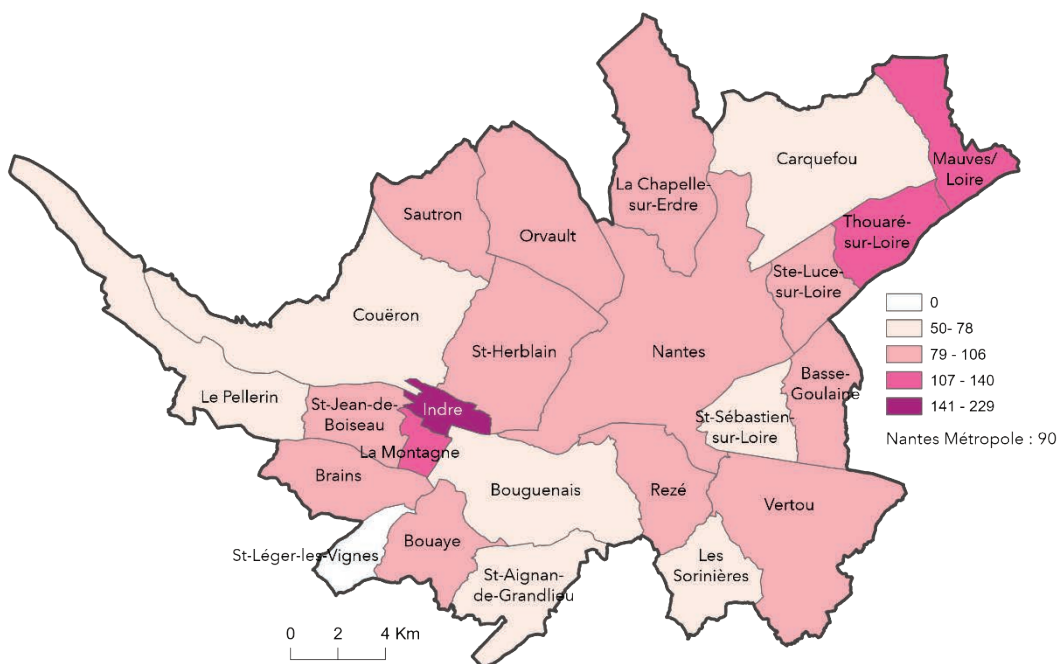 Carquefou
Mauves/
Loire
La Chapelle-
sur-Erdre
Sautron
Orvault
Thouaré-
sur-Loire
Ste-Luce-
sur-Loire
Couëron
St-Herblain
Nantes
Basse-
Goulaine
Le Pellerin
St-Jean-de-
Boiseau
Indre
St-Sébastien-
sur-Loire
La Montagne
Brains
Bouguenais
Rezé
Vertou
St-Léger-les-Vignes
Bouaye
Les
Sorinières
St-Aignan-
de-Grandlieu
0
50- 78
79 - 106
107 - 140
141 - 229
Nantes Métropole : 90
0 2 4 Km